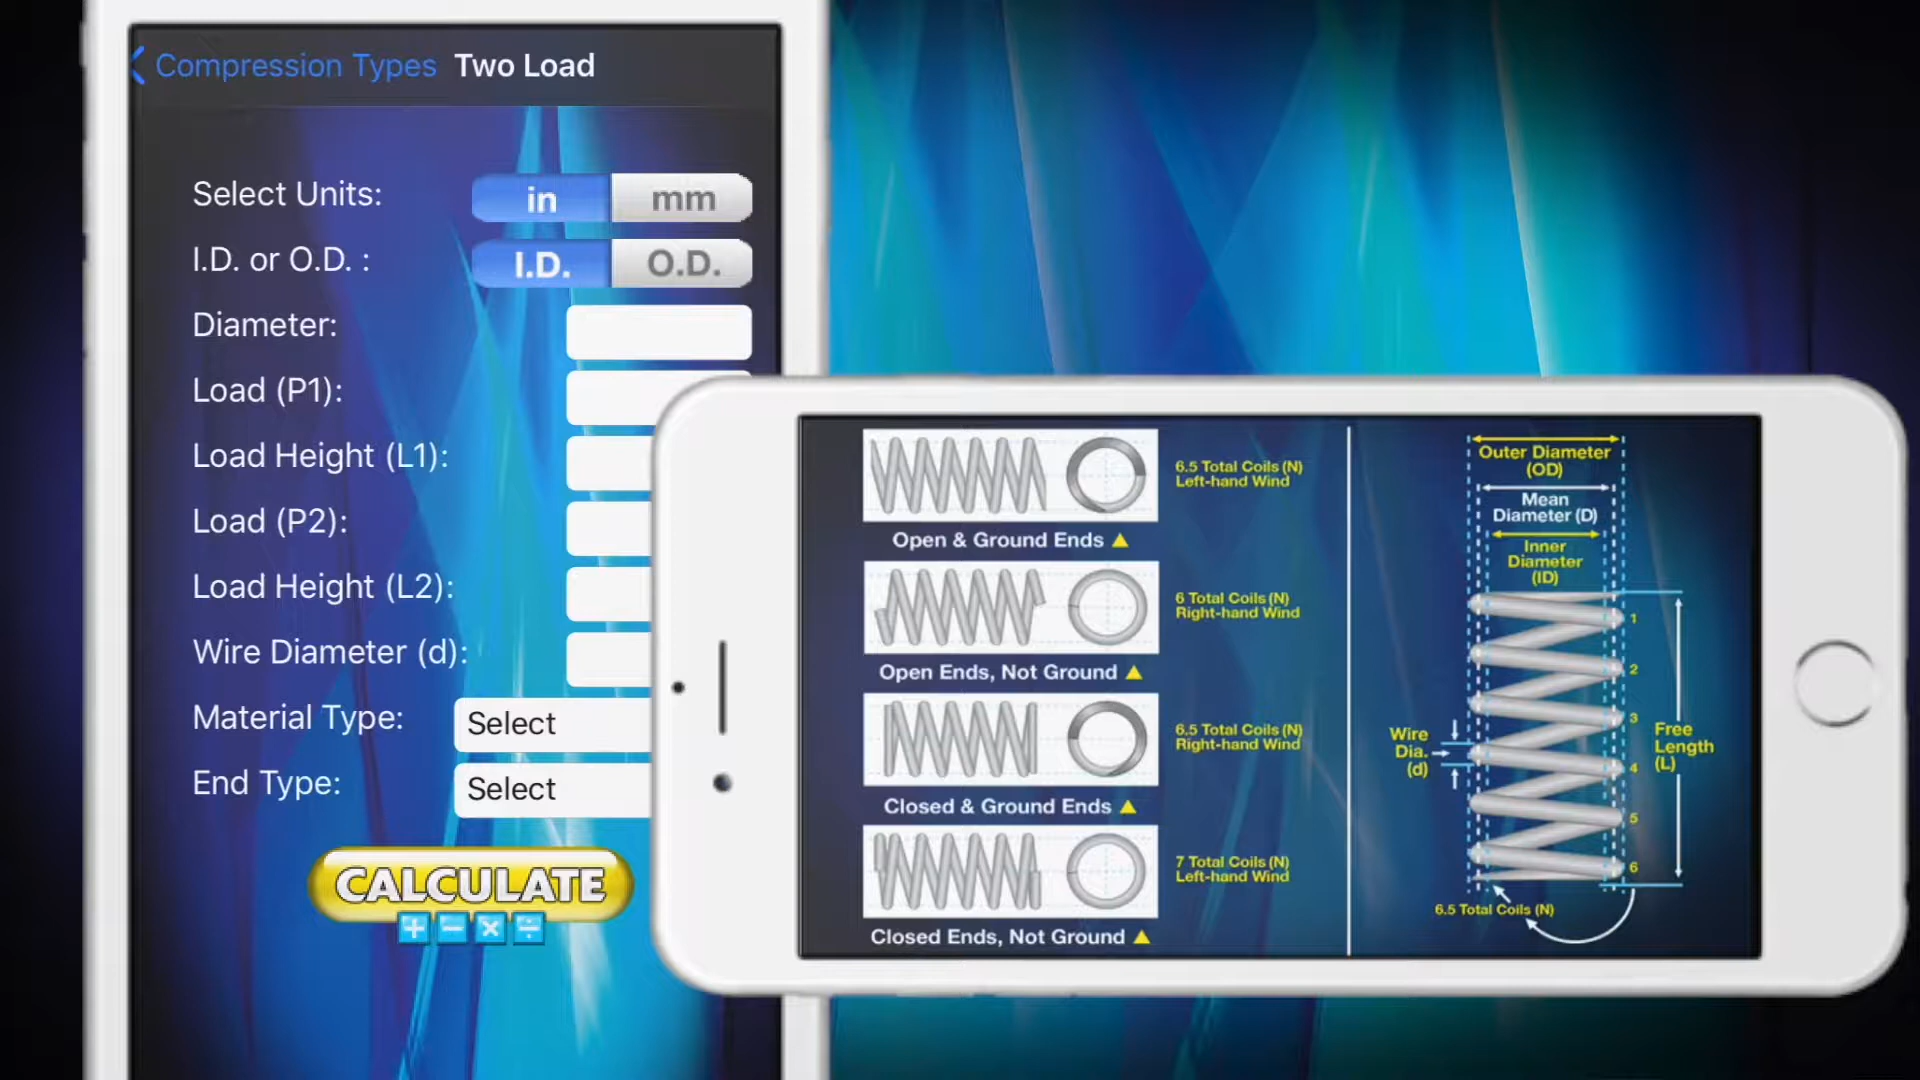 Compression Types Two Load
Select Units: in mm
I.D. or O.D. : I.D. O.D.
Diameter:
Load (P1):
Load Height (L1):
Load (P2):
Load Height (L2):
Wire Diameter (d):
Material Type: Select
End Type: Select
CALCULATE
+ − × ÷
6.5 Total Coils (N)
Left-hand Wind
Open & Ground Ends
6 Total Coils (N)
Right-hand Wind
Open Ends, Not Ground
6.5 Total Coils (N)
Right-hand Wind
Closed & Ground Ends
7 Total Coils (N)
Left-hand Wind
Closed Ends, Not Ground
Outer Diameter
(OD)
Mean
Diameter (D)
Inner
Diameter
(ID)
1
2
3
4
5
6
Wire
Dia.
(d)
Free
Length
(L)
6.5 Total Coils (N)